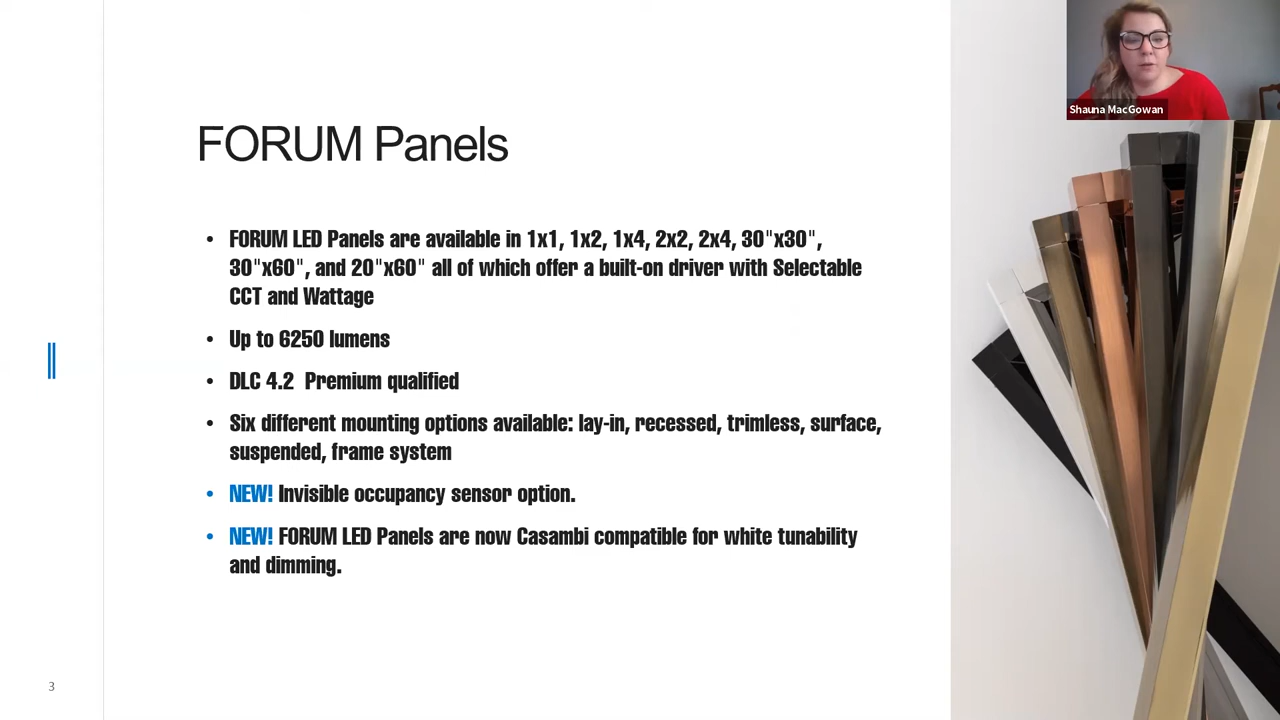 Shauna MacGowan
FORUM Panels
• FORUM LED Panels are available in 1x1, 1x2, 1x4, 2x2, 2x4, 30"x30",
30"x60", and 20"x60" all of which offer a built-on driver with Selectable
CCT and Wattage
• Up to 6250 lumens
• DLC 4.2  Premium qualified
• Six different mounting options available: lay-in, recessed, trimless, surface,
suspended, frame system
• NEW! Invisible occupancy sensor option.
• NEW! FORUM LED Panels are now Casambi compatible for white tunability
and dimming.
3